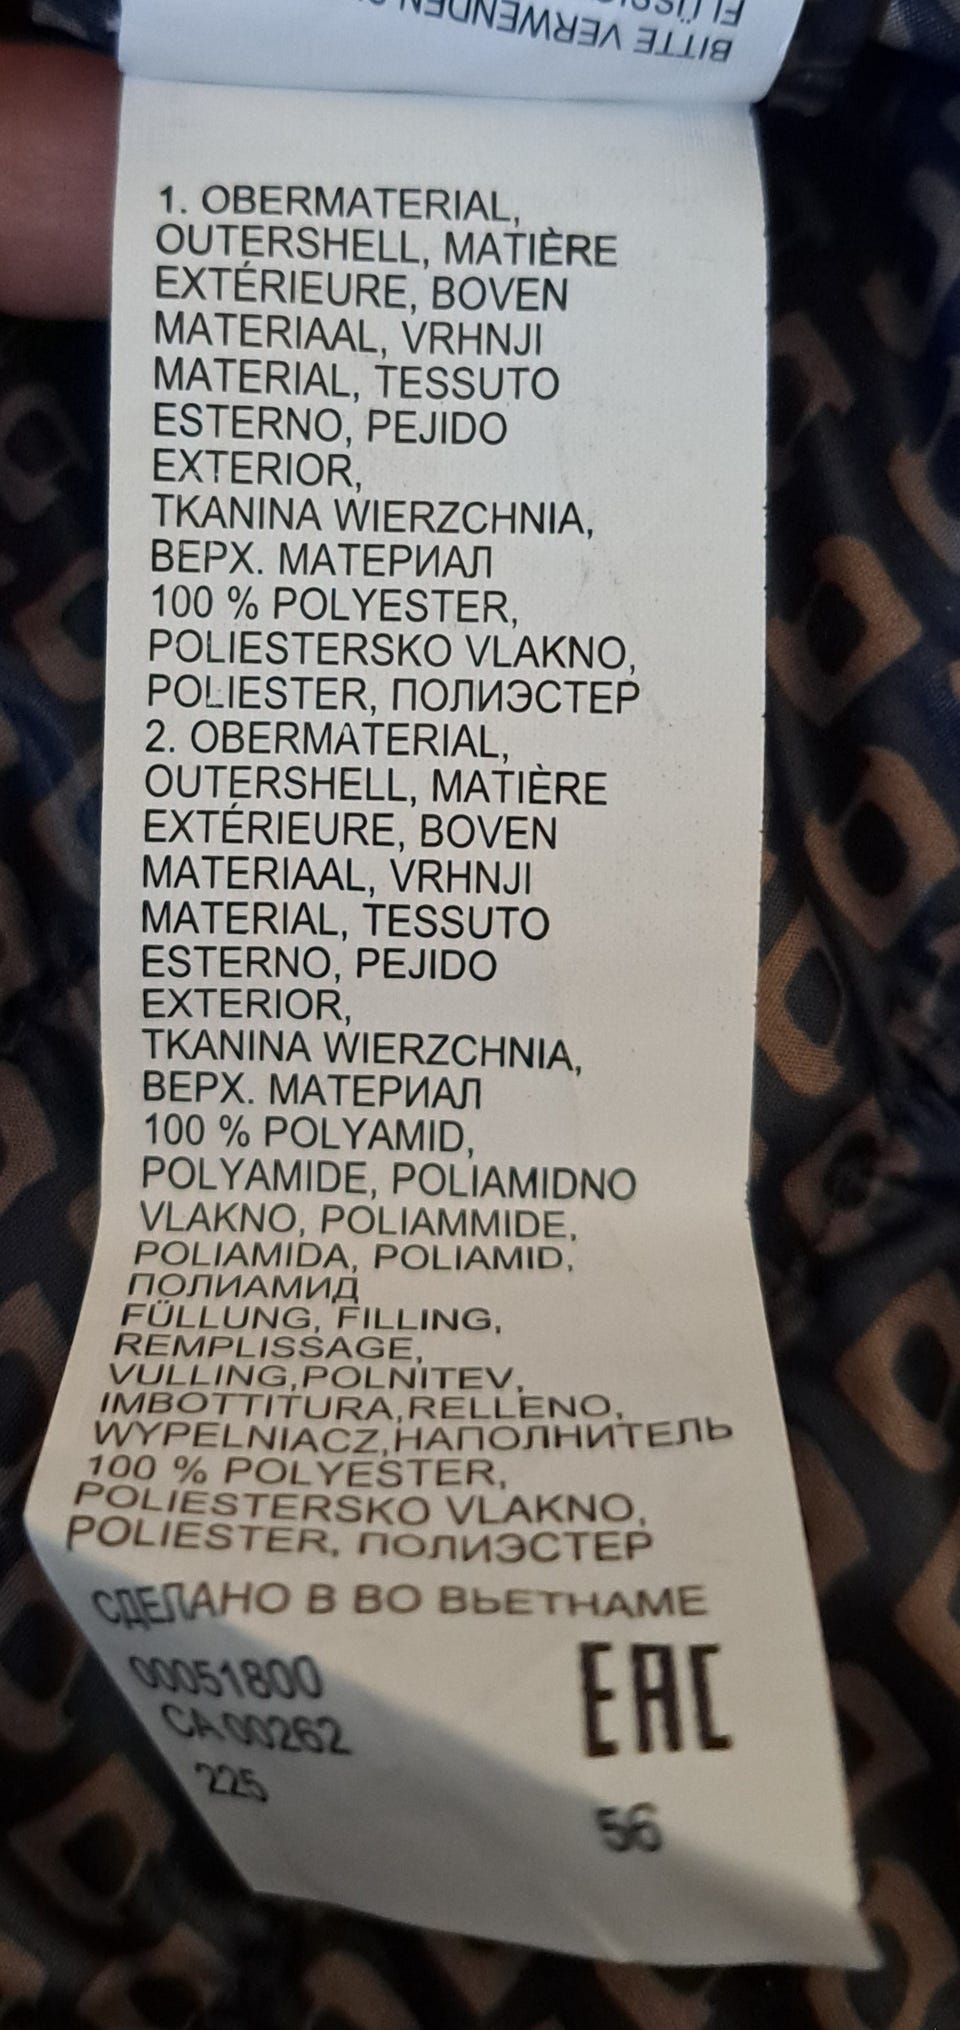 BITTE VERWENDEN
1. OBERMATERIAL,
OUTERSHELL, MATIÈRE
EXTÉRIEURE, BOVEN
MATERIAAL, VRHNJI
MATERIAL, TESSUTO
ESTERNO, PEJIDO
EXTERIOR,
TKANINA WIERZCHNIA,
ВЕРХ. МАТЕРИАЛ
100 % POLYESTER,
POLIESTERSKO VLAKNO,
POLIESTER, ПОЛИЭСТЕР
2. OBERMATERIAL,
OUTERSHELL, MATIÈRE
EXTÉRIEURE, BOVEN
MATERIAAL, VRHNJI
MATERIAL, TESSUTO
ESTERNO, PEJIDO
EXTERIOR,
TKANINA WIERZCHNIA,
ВЕРХ. МАТЕРИАЛ
100 % POLYAMID,
POLYAMIDE, POLIAMIDNO
VLAKNO, POLIAMMIDE,
POLIAMIDA, POLIAMID,
ПОЛИАМИД
FÜLLUNG, FILLING,
REMPLISSAGE,
VULLING,POLNITEV,
IMBOTTITURA,RELLENO,
WYPELNIACZ,НАПОЛНИТЕЛЬ
100 % POLYESTER,
POLIESTERSKO VLAKNO,
POLIESTER, ПОЛИЭСТЕР
СДЕЛАНО В ВО ВЬЕТНАМЕ
00051800
CA00262
225
EAC
56